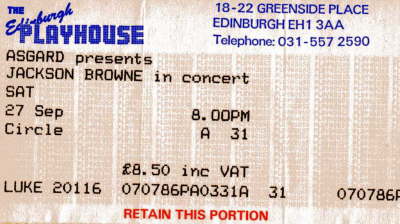 THE
Edinburgh
PLAYHOUSE
18-22 GREENSIDE PLACE
EDINBURGH EH1 3AA
Telephone: 031-557 2590
ASGARD presents
JACKSON BROWNE in concert
SAT
27 Sep 8.00PM
Circle A 31
£8.50 inc VAT
LUKE 20116 070786PA0331A 31 070786P
RETAIN THIS PORTION